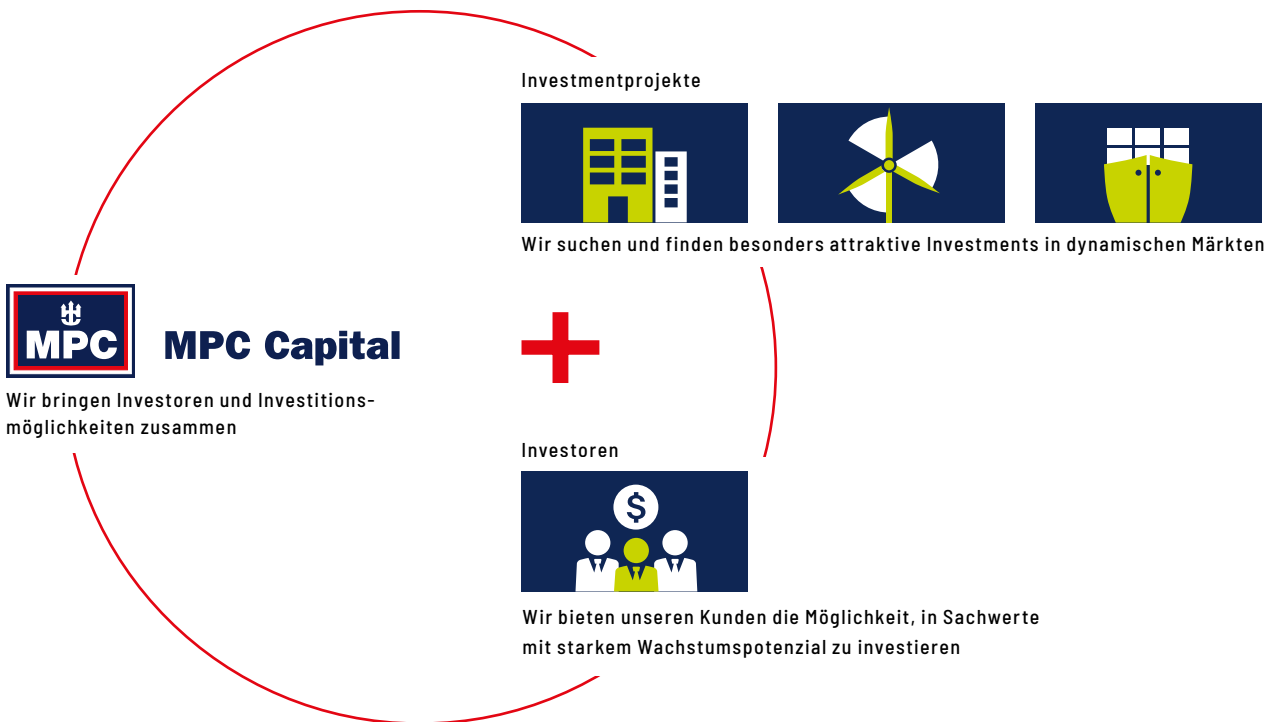 Investmentprojekte
Wir suchen und finden besonders attraktive Investments in dynamischen Märkten
MPC
MPC Capital
Wir bringen Investoren und Investitions-
möglichkeiten zusammen
+
Investoren
$
Wir bieten unseren Kunden die Möglichkeit, in Sachwerte
mit starkem Wachstumspotenzial zu investieren